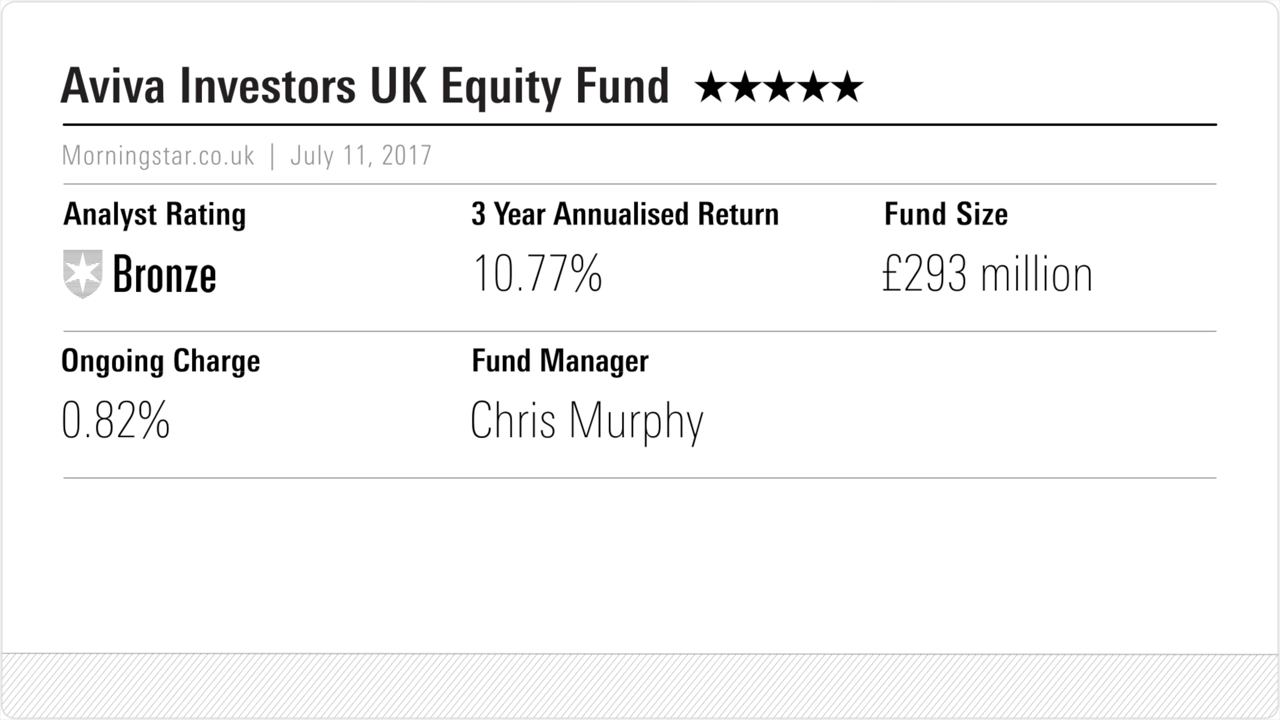 Aviva Investors UK Equity Fund ★★★★★
Morningstar.co.uk | July 11, 2017
Analyst Rating 3 Year Annualised Return Fund Size
Bronze 10.77% £293 million
Ongoing Charge Fund Manager
0.82% Chris Murphy